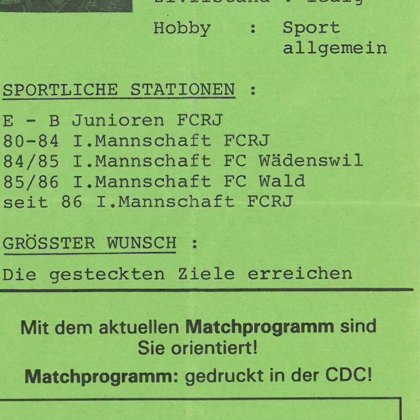 Zivilstand : ledig
Hobby : Sport
allgemein
SPORTLICHE STATIONEN :
E - B Junioren FCRJ
80-84 I.Mannschaft FCRJ
84/85 I.Mannschaft FC Wädenswil
85/86 I.Mannschaft FC Wald
seit 86 I.Mannschaft FCRJ
GRÖSSTER WUNSCH :
Die gesteckten Ziele erreichen
Mit dem aktuellen Matchprogramm sind
Sie orientiert!
Matchprogramm: gedruckt in der CDC!